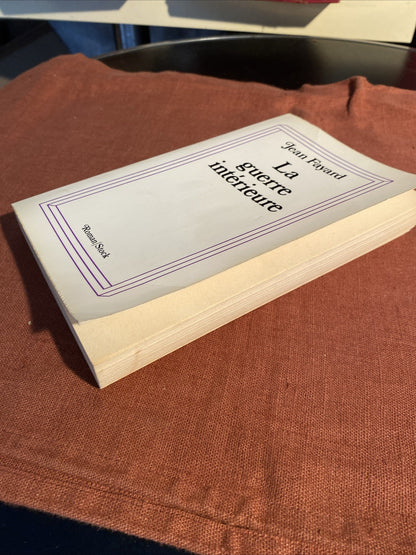 Jean Fayard
La
guerre
intérieure
Roman/Stock